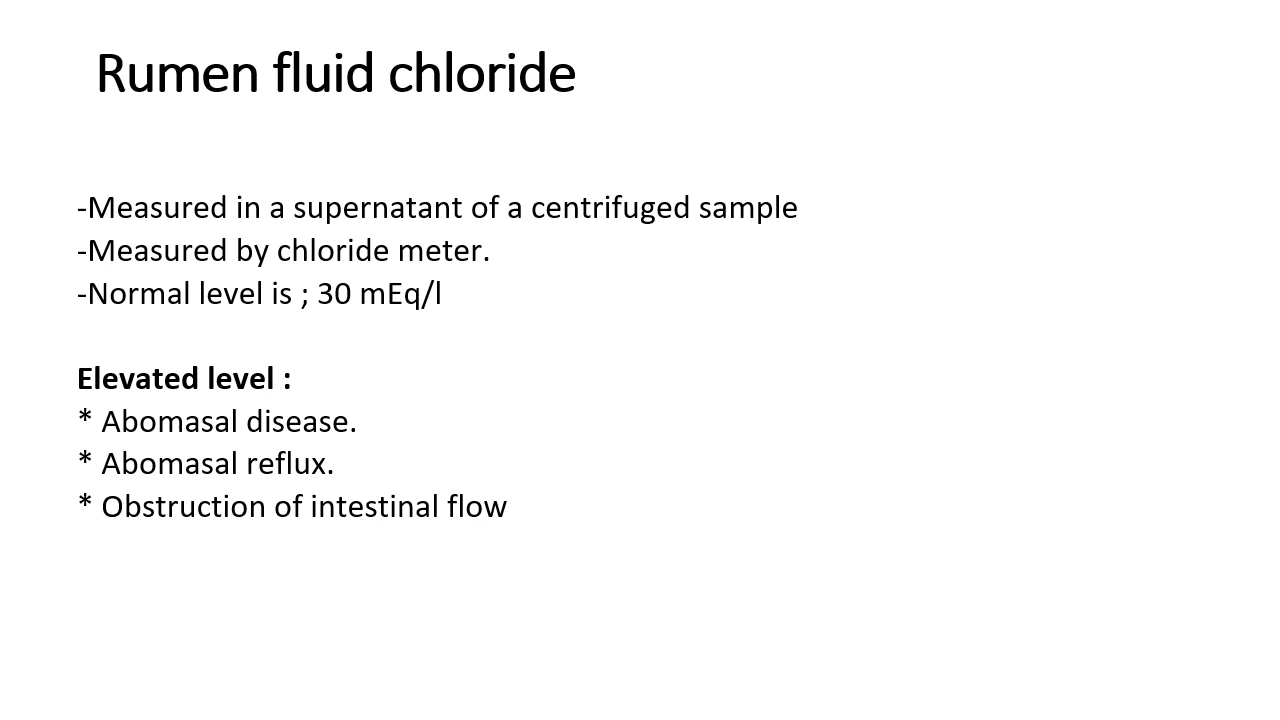 Rumen fluid chloride
-Measured in a supernatant of a centrifuged sample
-Measured by chloride meter.
-Normal level is ; 30 mEq/l
Elevated level :
* Abomasal disease.
* Abomasal reflux.
* Obstruction of intestinal flow